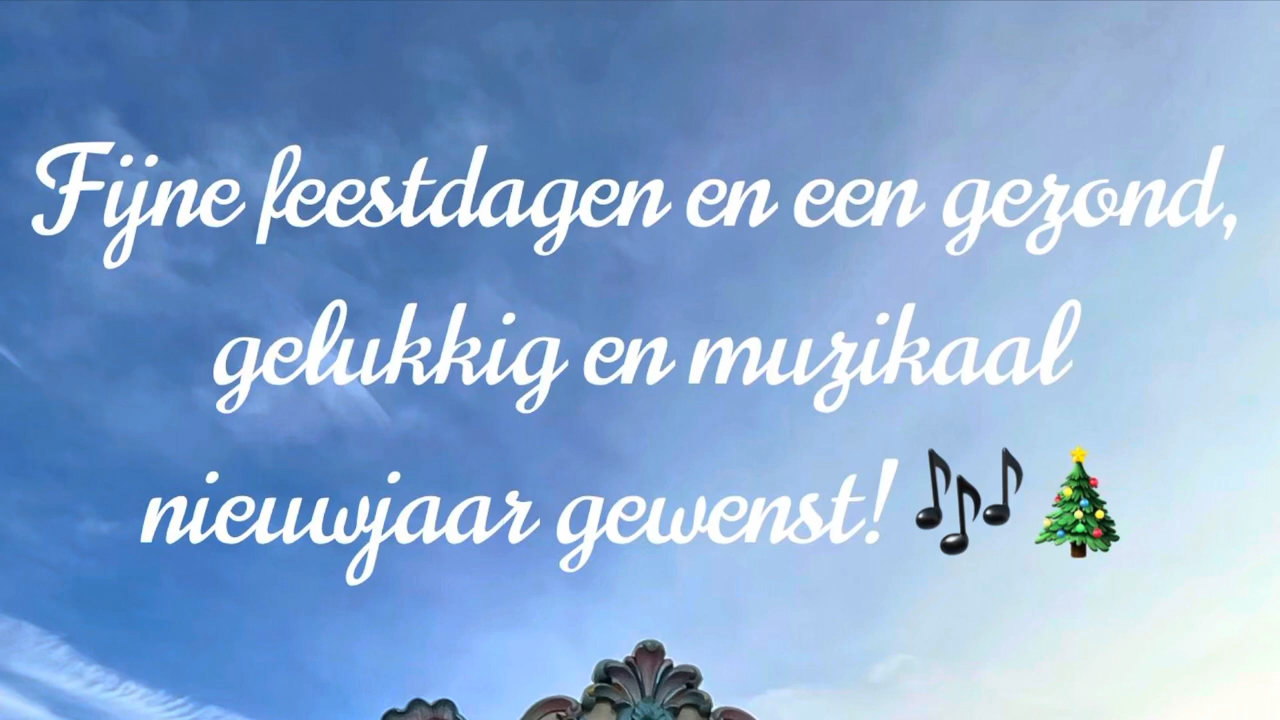 Fijne feestdagen en een gezond,
gelukkig en muzikaal
nieuwjaar gewenst! 🎶🎄